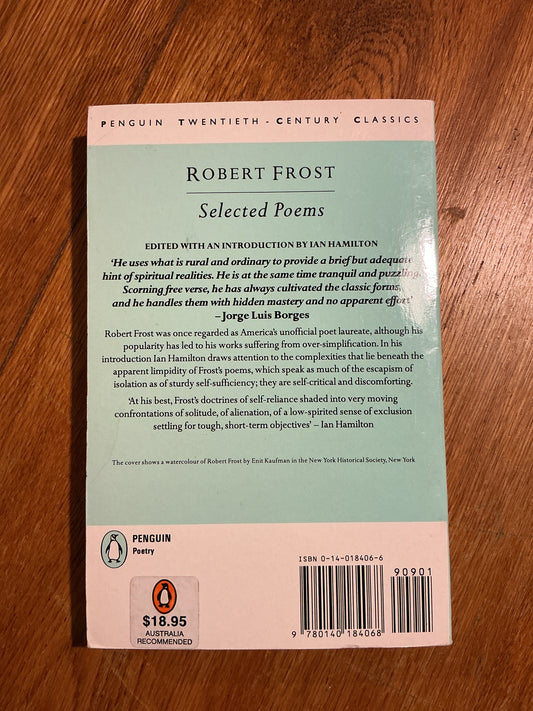 PENGUIN TWENTIETH-CENTURY CLASSICS
ROBERT FROST
Selected Poems
EDITED WITH AN INTRODUCTION BY IAN HAMILTON
'He uses what is rural and ordinary to provide a brief but adequate
hint of spiritual realities. He is at the same time tranquil and puzzling.
Scorning free verse, he has always cultivated the classic forms,
and he handles them with hidden mastery and no apparent effort'
– Jorge Luis Borges
Robert Frost was once regarded as America's unofficial poet laureate, although his
popularity has led to his works suffering from over-simplification. In his
introduction Ian Hamilton draws attention to the complexities that lie beneath the
apparent limpidity of Frost's poems, which speak as much of the escapism of
isolation as of sturdy self-sufficiency; they are self-critical and discomforting.
'At his best, Frost's doctrines of self-reliance shaded into very moving
confrontations of solitude, of alienation, of a low-spirited sense of exclusion
settling for tough, short-term objectives' – Ian Hamilton
The cover shows a watercolour of Robert Frost by Enit Kaufman in the New York Historical Society, New York
PENGUIN
Poetry
$18.95
AUSTRALIA
RECOMMENDED
ISBN 0-14-018406-6
90901
9 780140 184068